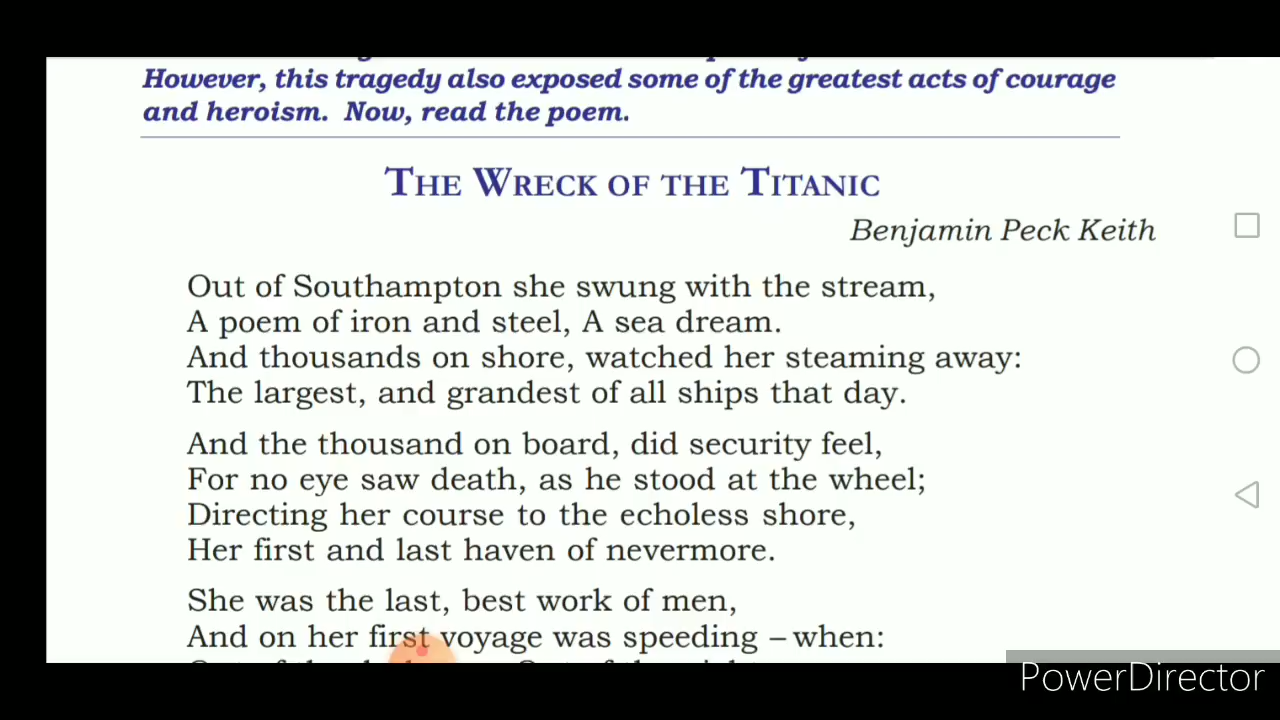 However, this tragedy also exposed some of the greatest acts of courage
and heroism. Now, read the poem.
THE WRECK OF THE TITANIC
Benjamin Peck Keith
Out of Southampton she swung with the stream,
A poem of iron and steel, A sea dream.
And thousands on shore, watched her steaming away:
The largest, and grandest of all ships that day.
And the thousand on board, did security feel,
For no eye saw death, as he stood at the wheel;
Directing her course to the echoless shore,
Her first and last haven of nevermore.
She was the last, best work of men,
And on her first voyage was speeding – when:
PowerDirector